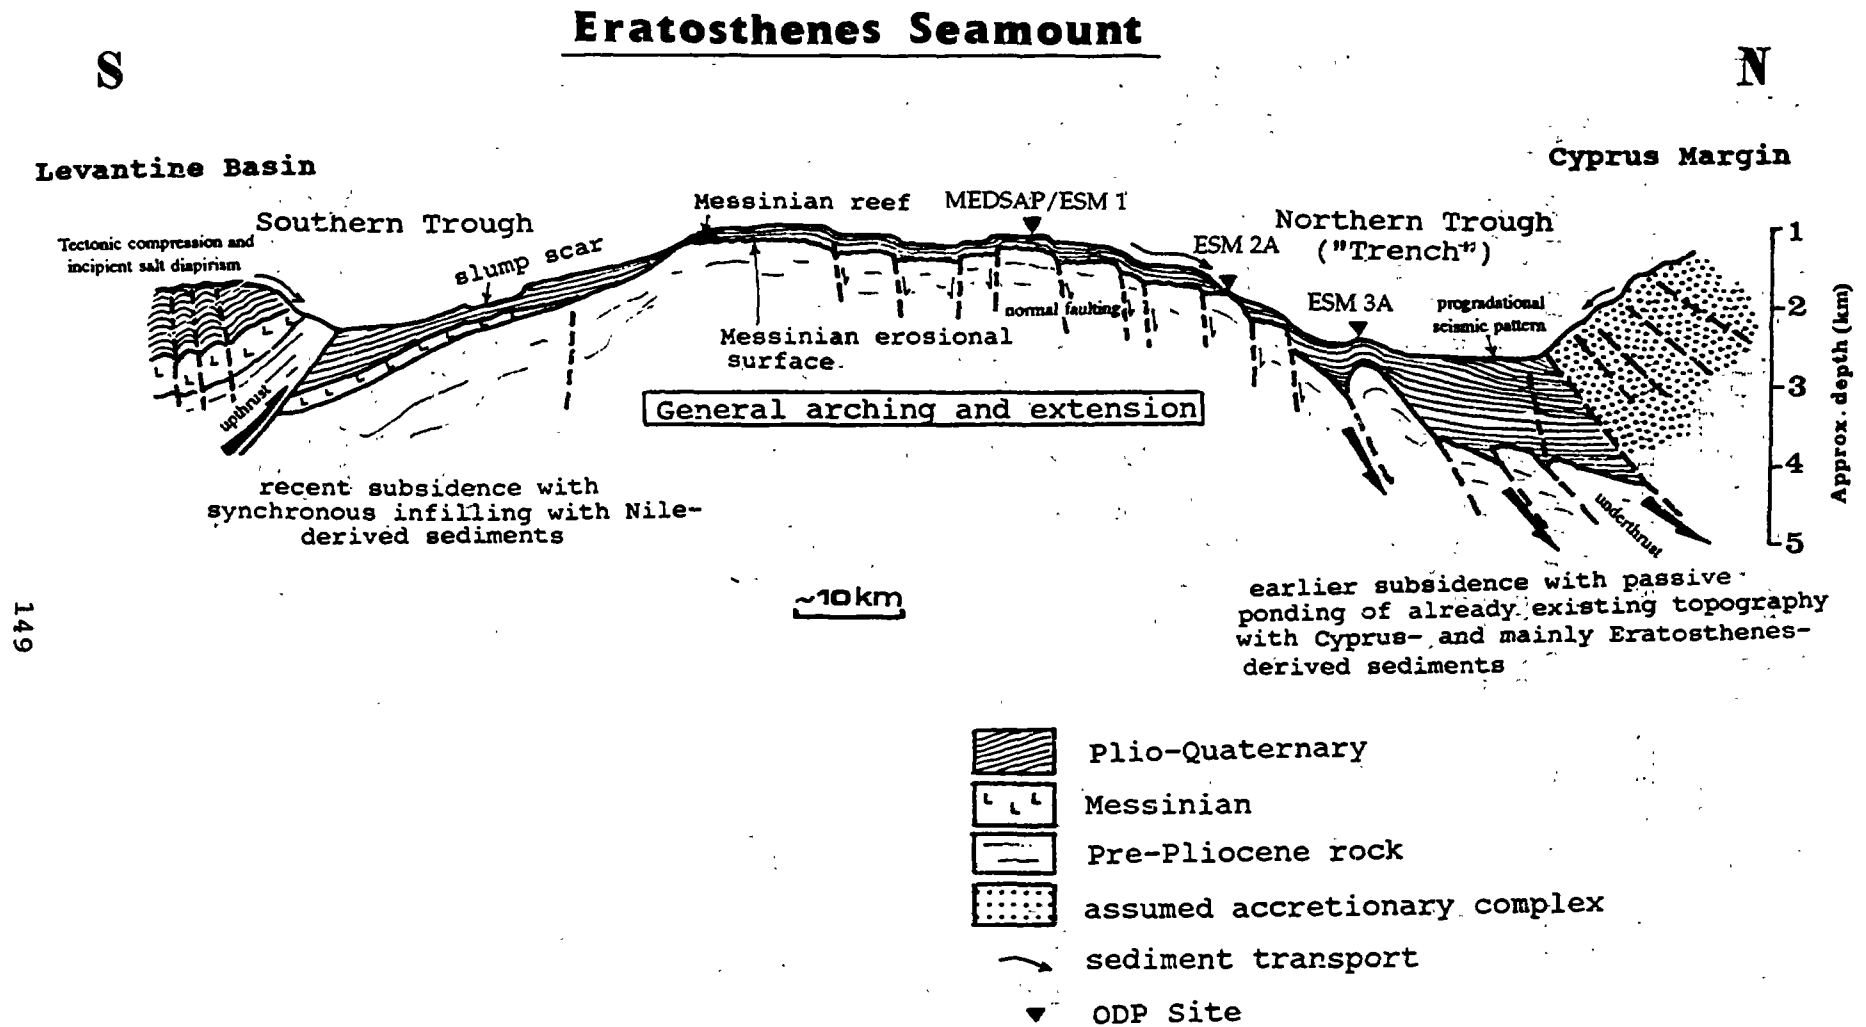 Eratosthenes Seamount
S
N
Levantine Basin
Cyprus Margin
Southern Trough
Tectonic compression and
incipient salt diapirism
slump scar
Messinian reef
MEDSAP/ESM 1
ESM 2A
Northern Trough
("Trench")
ESM 3A
progradational
seismic pattern
normal faulting
Messinian erosional
surface
upthrust
General arching and extension
underthrust
1
2
3
4
5
Approx. depth (km)
recent subsidence with
synchronous infilling with Nile-
derived sediments
~10km
earlier subsidence with passive
ponding of already existing topography
with Cyprus- and mainly Eratosthenes-
derived sediments
149
Plio-Quaternary
L L L
Messinian
Pre-Pliocene rock
assumed accretionary complex
sediment transport
ODP Site